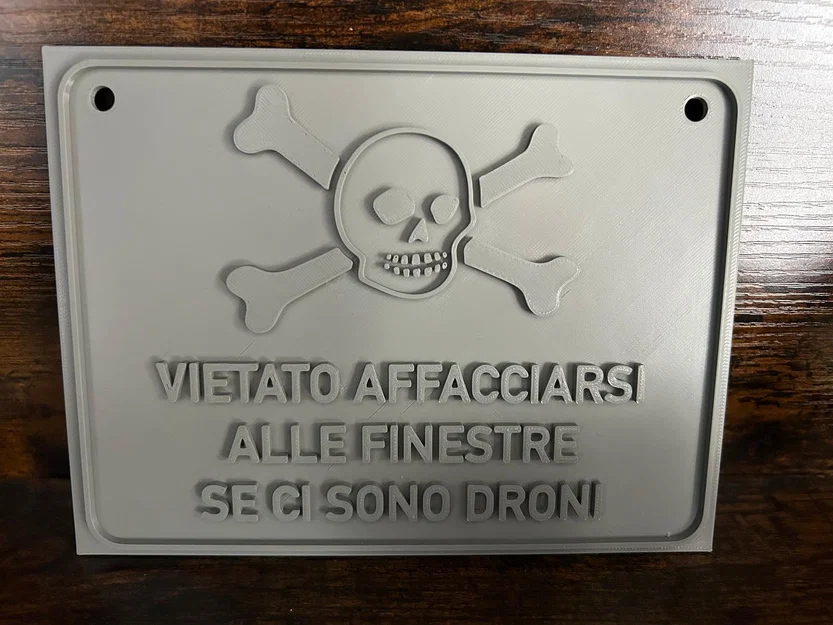 VIETATO AFFACCIARSI
ALLE FINESTRE
SE CI SONO DRONI